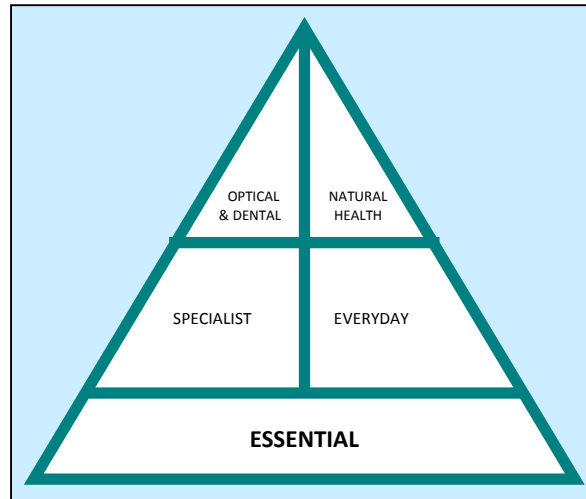 OPTICAL
& DENTAL
NATURAL
HEALTH
SPECIALIST
EVERYDAY
ESSENTIAL